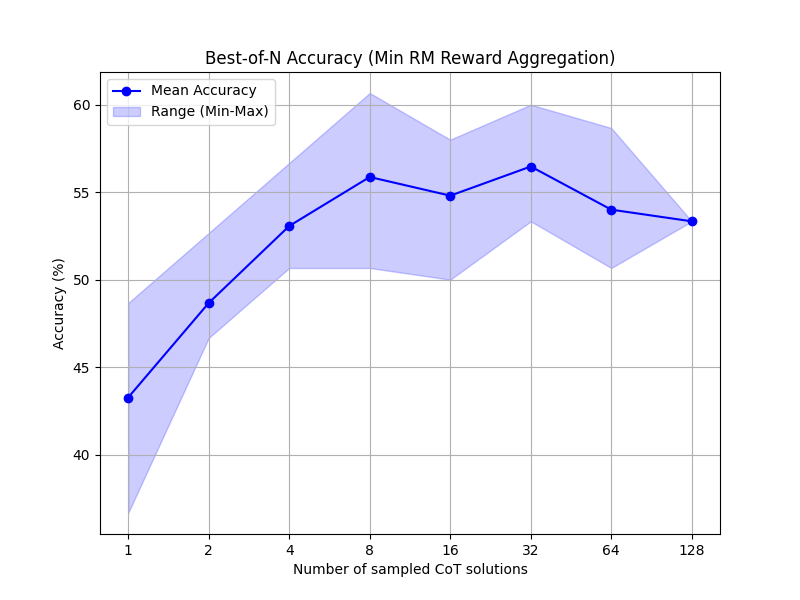 Best-of-N Accuracy (Min RM Reward Aggregation)
Mean Accuracy
Range (Min-Max)
Accuracy (%)
60
55
50
45
40
1 2 4 8 16 32 64 128
Number of sampled CoT solutions